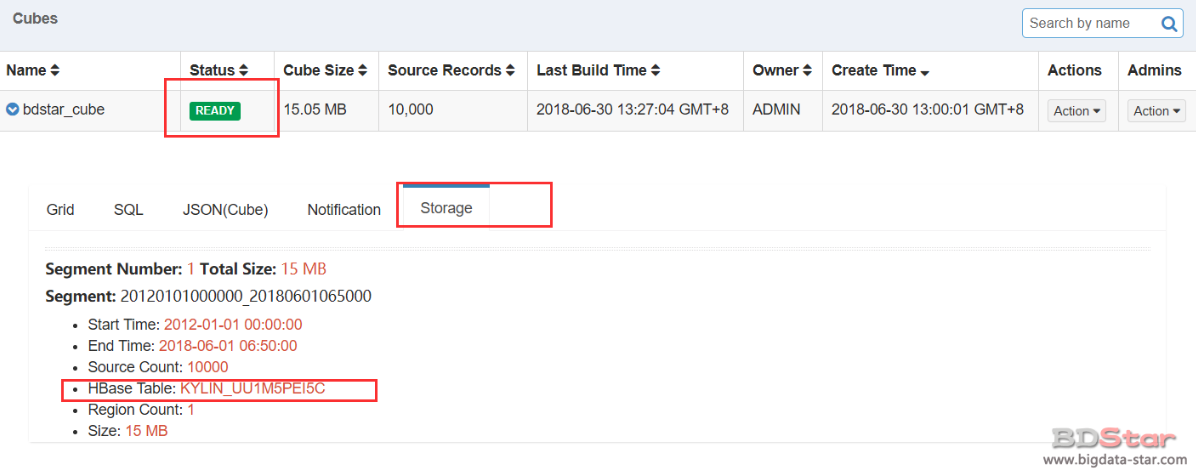 Cubes
Search by name
Name Status Cube Size Source Records Last Build Time Owner Create Time Actions Admins
bdstar_cube READY 15.05 MB 10,000 2018-06-30 13:27:04 GMT+8 ADMIN 2018-06-30 13:00:01 GMT+8 Action Action
Grid SQL JSON(Cube) Notification Storage
Segment Number: 1 Total Size: 15 MB
Segment: 20120101000000_20180601065000
Start Time: 2012-01-01 00:00:00
End Time: 2018-06-01 06:50:00
Source Count: 10000
HBase Table: KYLIN_UU1M5PEI5C
Region Count: 1
Size: 15 MB
BDStar
www.bigdata-star.com